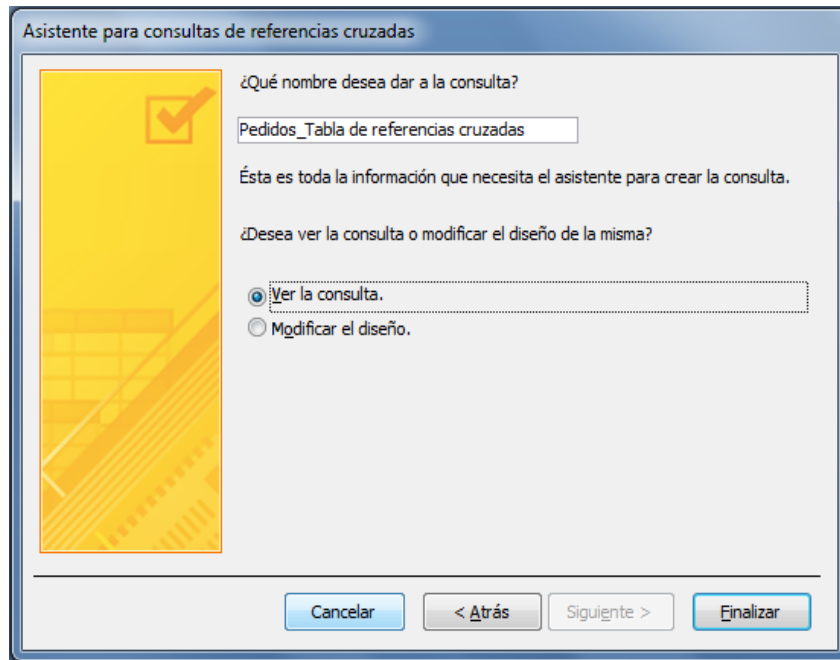 Asistente para consultas de referencias cruzadas
¿Qué nombre desea dar a la consulta?
Pedidos_Tabla de referencias cruzadas
Ésta es toda la información que necesita el asistente para crear la consulta.
¿Desea ver la consulta o modificar el diseño de la misma?
Ver la consulta.
Modificar el diseño.
Cancelar
< Atrás
Siguiente >
Finalizar